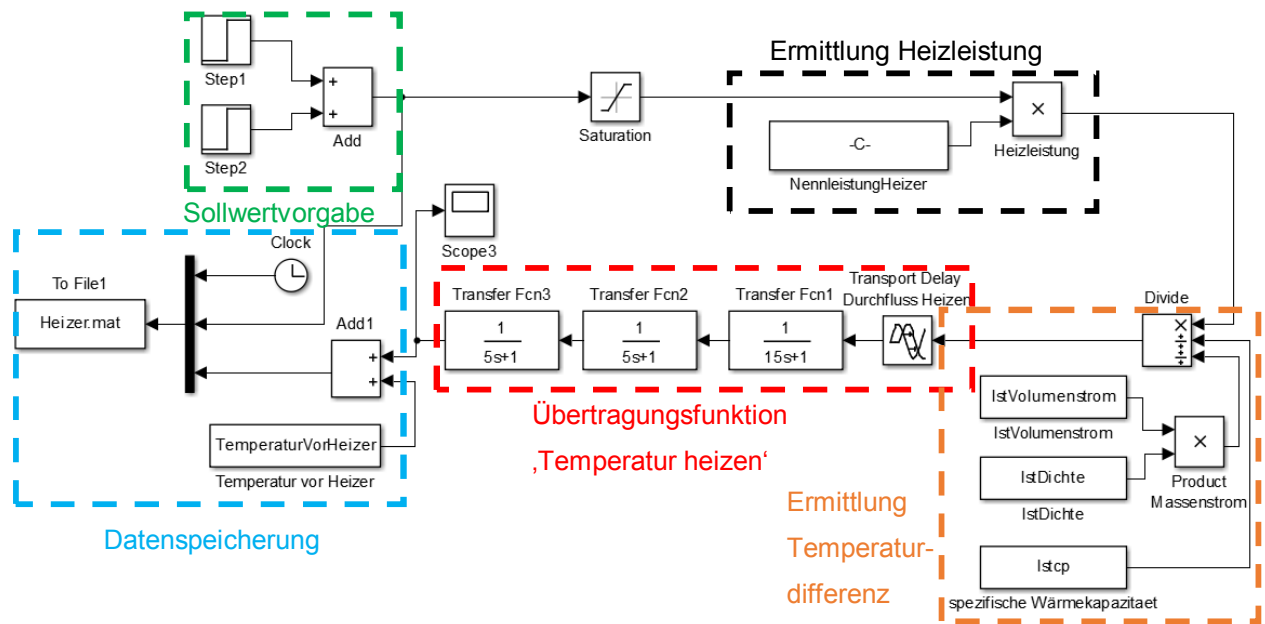 Step1
+
+
Add
Step2
Sollwertvorgabe
Saturation
Ermittlung Heizleistung
×
Heizleistung
-C-
NennleistungHeizer
Clock
Scope3
To File1
Heizer.mat
Add1
+
+
TemperaturVorHeizer
Temperatur vor Heizer
Datenspeicherung
Transfer Fcn3
1
5s+1
Transfer Fcn2
1
5s+1
Transfer Fcn1
1
15s+1
Transport Delay
Durchfluss Heizen
Übertragungsfunktion
‚Temperatur heizen‘
Divide
×
÷
÷
IstVolumenstrom
IstVolumenstrom
×
Product
Massenstrom
IstDichte
IstDichte
Istcp
spezifische Wärmekapazitaet
Ermittlung
Temperatur-
differenz